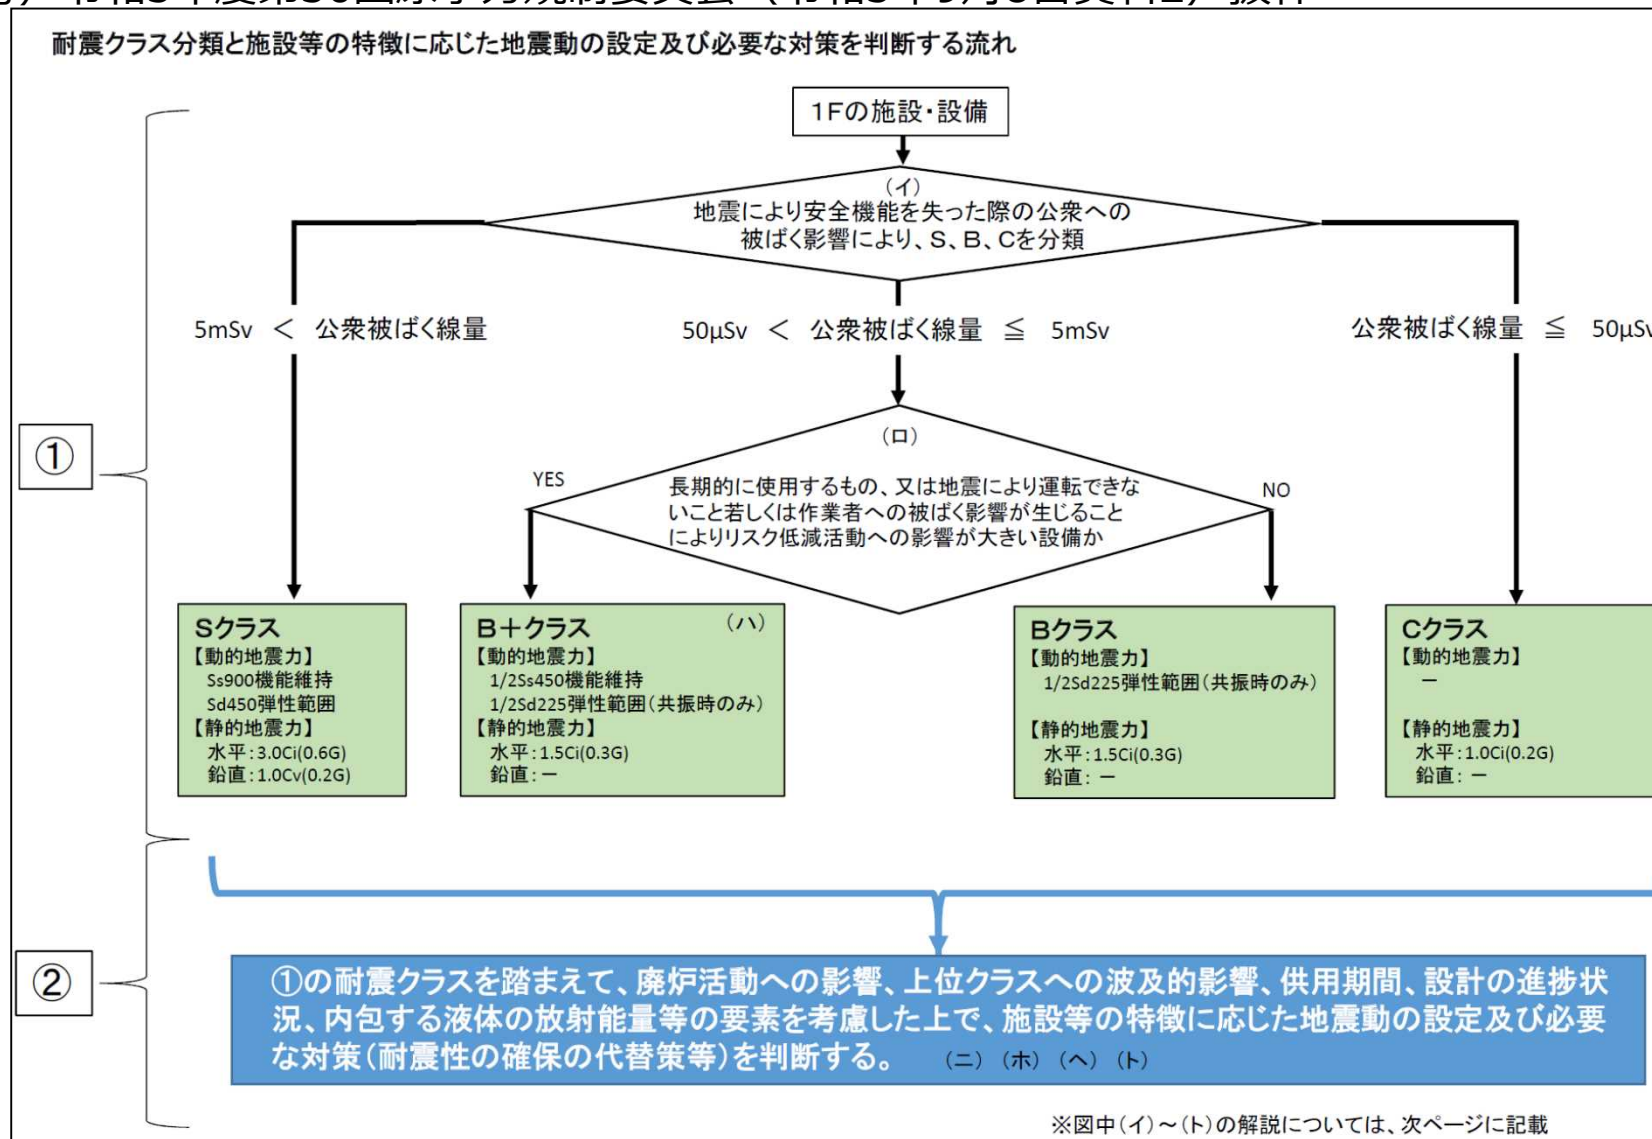 耐震クラス分類と施設等の特徴に応じた地震動の設定及び必要な対策を判断する流れ
1Fの施設・設備
(イ)
地震により安全機能を失った際の公衆への
被ばく影響により、S、B、Cを分類
5mSv ＜ 公衆被ばく線量
50μSv ＜ 公衆被ばく線量 ≦ 5mSv
公衆被ばく線量 ≦ 50μSv
①
(ロ)
YES
NO
長期的に使用するもの、又は地震により運転できな
いこと若しくは作業者への被ばく影響が生じること
によりリスク低減活動への影響が大きい設備か
Sクラス
【動的地震力】
Ss900機能維持
Sd450弾性範囲
【静的地震力】
水平：3.0Ci(0.6G)
鉛直：1.0Cv(0.2G)
B＋クラス (ハ)
【動的地震力】
1/2Ss450機能維持
1/2Sd225弾性範囲(共振時のみ)
【静的地震力】
水平：1.5Ci(0.3G)
鉛直：－
Bクラス
【動的地震力】
1/2Sd225弾性範囲(共振時のみ)
【静的地震力】
水平：1.5Ci(0.3G)
鉛直：－
Cクラス
【動的地震力】
－
【静的地震力】
水平：1.0Ci(0.2G)
鉛直：－
②
①の耐震クラスを踏まえて、廃炉活動への影響、上位クラスへの波及的影響、供用期間、設計の進捗状
況、内包する液体の放射能量等の要素を考慮した上で、施設等の特徴に応じた地震動の設定及び必要
な対策(耐震性の確保の代替策等)を判断する。 (ニ) (ホ) (ヘ) (ト)
※図中(イ)～(ト)の解説については、次ページに記載